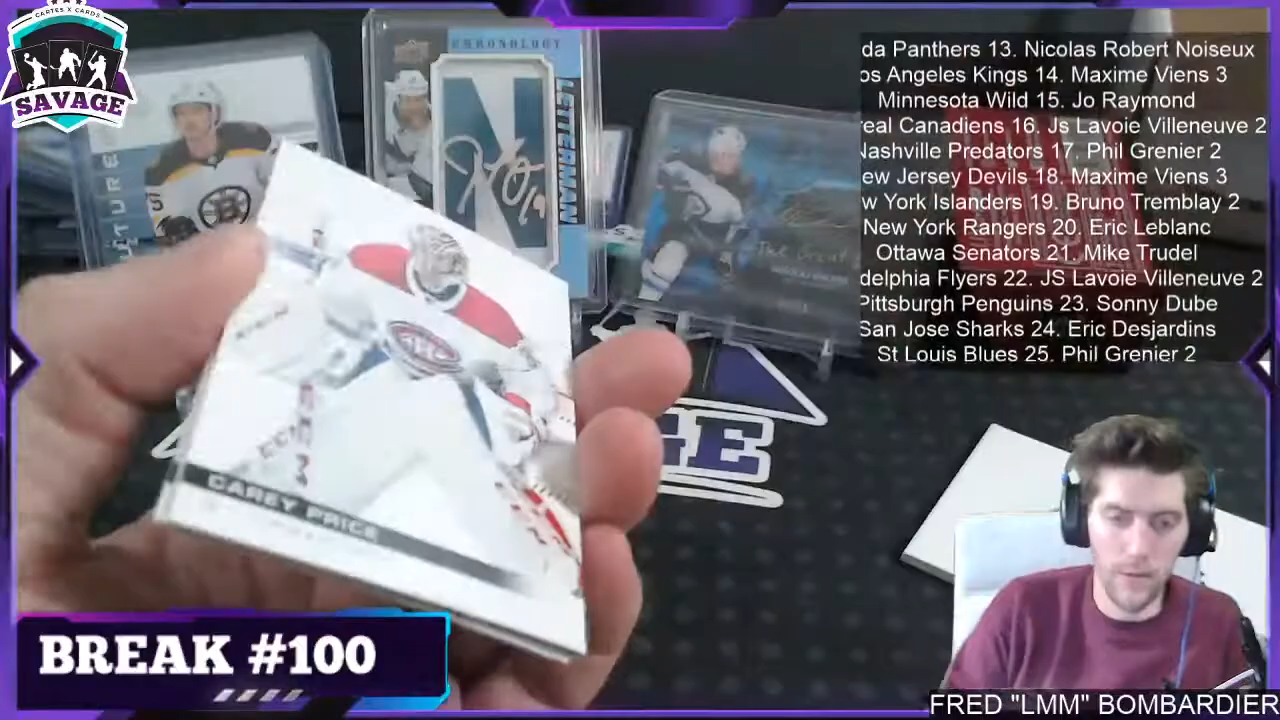 CARTES X CARDS
SAVAGE
CHRONOLOGY
LETTERMAN
CAREY PRICE
BREAK #100
da Panthers 13. Nicolas Robert Noiseux
os Angeles Kings 14. Maxime Viens 3
Minnesota Wild 15. Jo Raymond
real Canadiens 16. Js Lavoie Villeneuve 2
Nashville Predators 17. Phil Grenier 2
ew Jersey Devils 18. Maxime Viens 3
w York Islanders 19. Bruno Tremblay 2
New York Rangers 20. Eric Leblanc
Ottawa Senators 21. Mike Trudel
delphia Flyers 22. JS Lavoie Villeneuve 2
Pittsburgh Penguins 23. Sonny Dube
San Jose Sharks 24. Eric Desjardins
St Louis Blues 25. Phil Grenier 2
FRED "LMM" BOMBARDIER